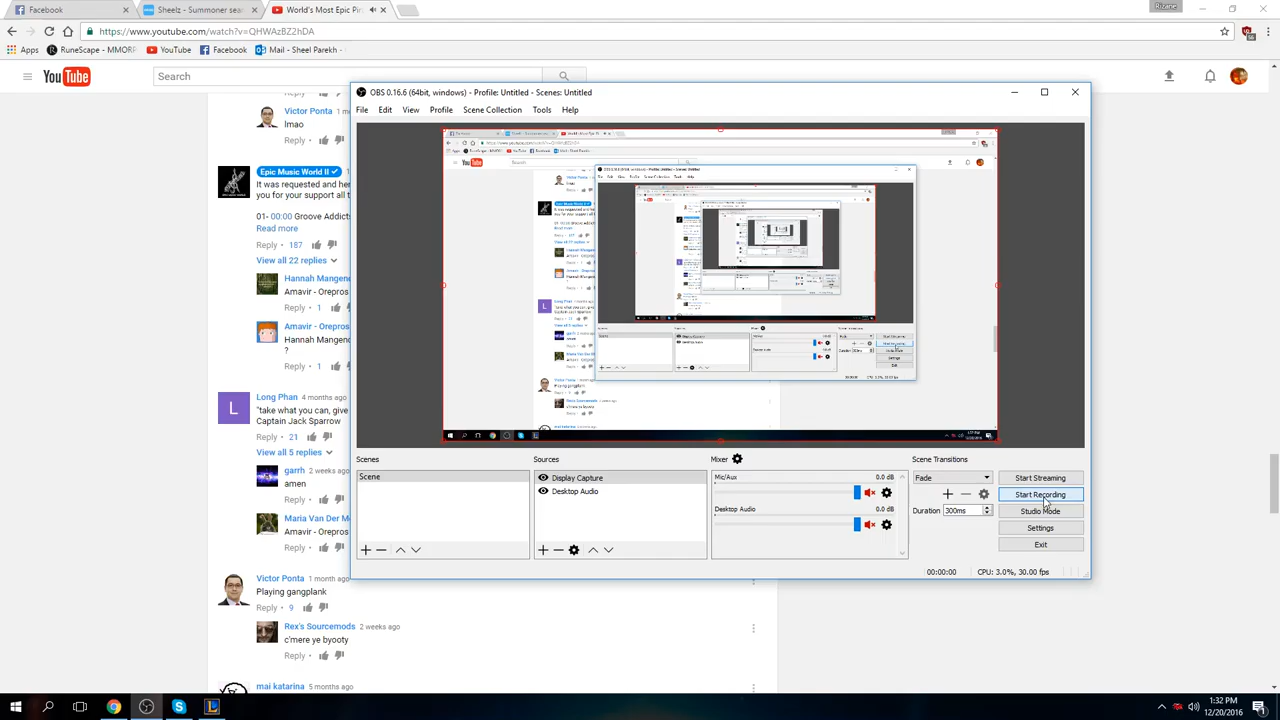 Facebook
Sheelz - Summoner sea
World's Most Epic Pir
Rizane
https://www.youtube.com/watch?v=QHWAzBZ2hDA
Apps
RuneScape - MMORP
YouTube
Facebook
Mail - Sheel Parekh -
YouTube
Search
Reply
Victor Ponta 1 m
lmao
Reply
Epic Music World II
It was requested and her
you for your support all t
01- 00:00 Groove Addicts
Read more
Reply 187
View all 22 replies
Hannah Mangene
Amavir - Orepros
Reply 1
Amavir - Orepros
Hannah Mangend
?
Reply 1
Long Phan 4 months ago
"take what you can, give
Captain Jack Sparrow
Reply 21
View all 5 replies
garrh 2 weeks ago
amen
Reply
Maria Van Der M
Amavir - Orepros
Reply
Victor Ponta 1 month ago
Playing gangplank
Reply 9
Rex's Sourcemods 2 weeks ago
c'mere ye byooty
Reply
mai katarina 5 months ago
OBS 0.16.6 (64bit, windows) - Profile: Untitled - Scenes: Untitled
File Edit View Profile Scene Collection Tools Help
Scenes
Scene
Sources
Display Capture
Desktop Audio
Mixer
Mic/Aux 0.0 dB
Desktop Audio 0.0 dB
Scene Transitions
Fade
Duration 300ms
Start Streaming
Start Recording
Studio Mode
Settings
Exit
00:00:00 CPU: 3.0%, 30.00 fps
1:32 PM
12/20/2016